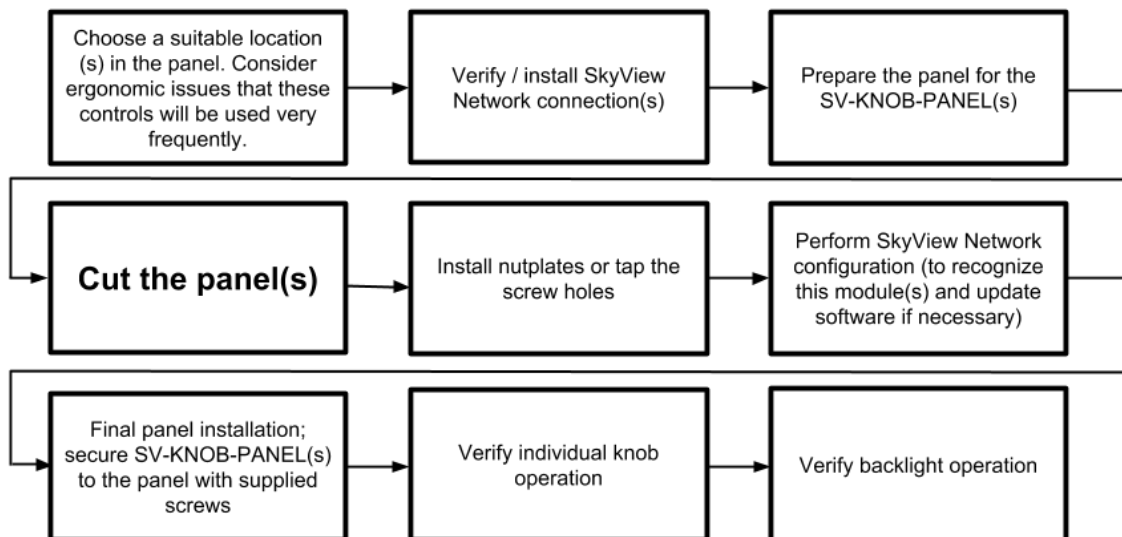 Choose a suitable location
(s) in the panel. Consider
ergonomic issues that these
controls will be used very
frequently.
Verify / install SkyView
Network connection(s)
Prepare the panel for the
SV-KNOB-PANEL(s)
Cut the panel(s)
Install nutplates or tap the
screw holes
Perform SkyView Network
configuration (to recognize
this module(s) and update
software if necessary)
Final panel installation;
secure SV-KNOB-PANEL(s)
to the panel with supplied
screws
Verify individual knob
operation
Verify backlight operation